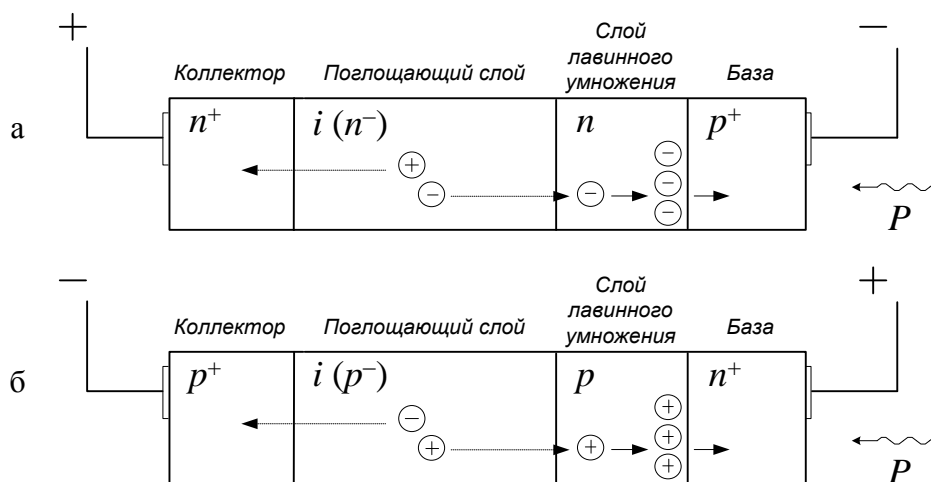 + −
Слой
лавинного
умножения
Коллектор Поглощающий слой База
а
n⁺ i (n⁻) n p⁺
+ − − − − −
P
− +
Слой
лавинного
умножения
Коллектор Поглощающий слой База
б
p⁺ i (p⁻) p n⁺
− + + + + +
P